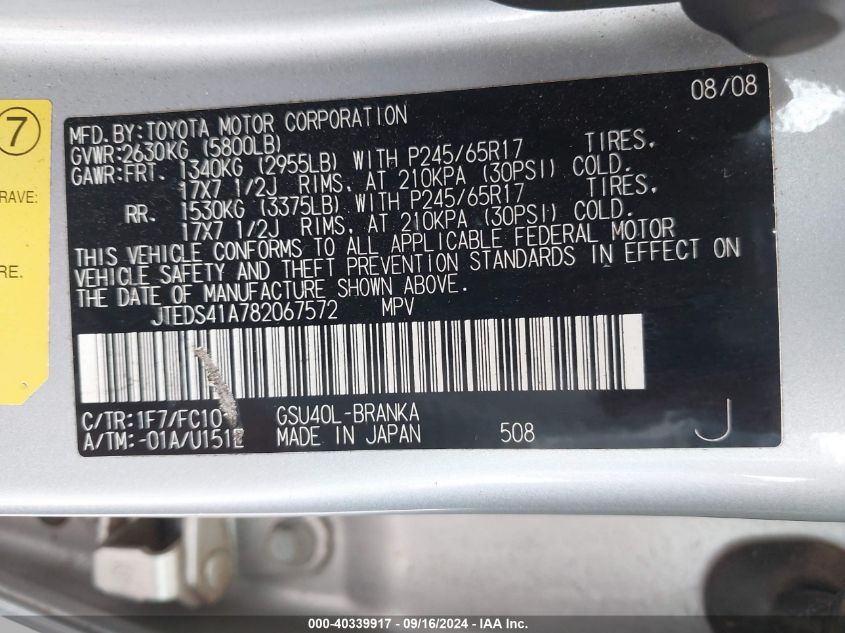 08/08
MFD.BY:TOYOTA MOTOR CORPORATION
GVWR:2630KG (5800LB)
GAWR:FRT. 1340KG (2955LB) WITH P245/65R17 TIRES.
17X7 1/2J RIMS. AT 210KPA (30PSI) COLD.
RR. 1530KG (3375LB) WITH P245/65R17 TIRES,
17X7 1/2J RIMS, AT 210KPA (30PSI) COLD.
THIS VEHICLE CONFORMS TO ALL APPLICABLE FEDERAL MOTOR
VEHICLE SAFETY AND THEFT PREVENTION STANDARDS IN EFFECT ON
THE DATE OF MANUFACTURE SHOWN ABOVE.
JTEDS41A782067572 MPV
C/TR:1F7/FC10 GSU40L-BRANKA
A/TM:-01A/U151E MADE IN JAPAN 508 J
7
RAVE:
RE.
000-40339917 - 09/16/2024 - IAA Inc.